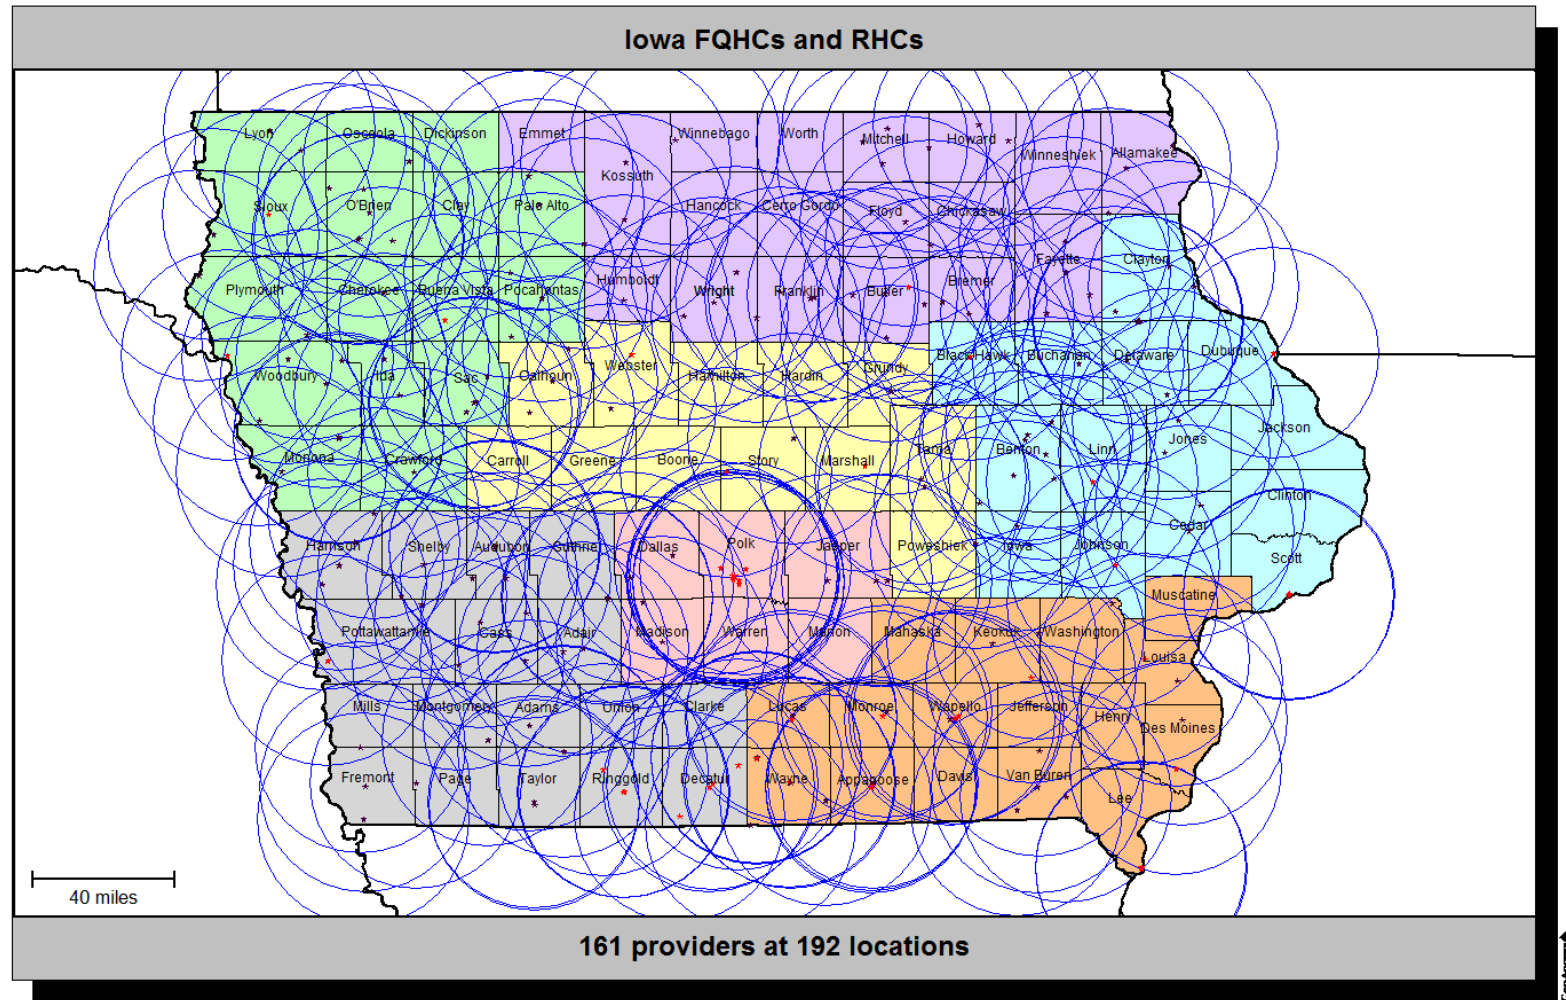 Iowa FQHCs and RHCs
Lyon Osceola Dickinson Emmet Winnebago Worth Mitchell Howard Winneshiek Allamakee
Kossuth
Sioux O'Brien Clay Palo Alto Hancock Cerro Gordo Floyd Chickasaw
Plymouth Cherokee Buena Vista Pocahontas Humboldt Wright Franklin Butler Bremer Fayette Clayton
Woodbury Ida Sac Calhoun Webster Hamilton Hardin Grundy Black Hawk Buchanan Delaware Dubuque
Monona Crawford Carroll Greene Boone Story Marshall Tama Benton Linn Jones Jackson
Clinton
Harrison Shelby Audubon Guthrie Dallas Polk Jasper Poweshiek Iowa Johnson Cedar Scott
Muscatine
Pottawattamie Cass Adair Madison Warren Marion Mahaska Keokuk Washington
Louisa
Mills Montgomery Adams Union Clarke Lucas Monroe Wapello Jefferson Henry Des Moines
Fremont Page Taylor Ringgold Decatur Wayne Appanoose Davis Van Buren Lee
40 miles
161 providers at 192 locations